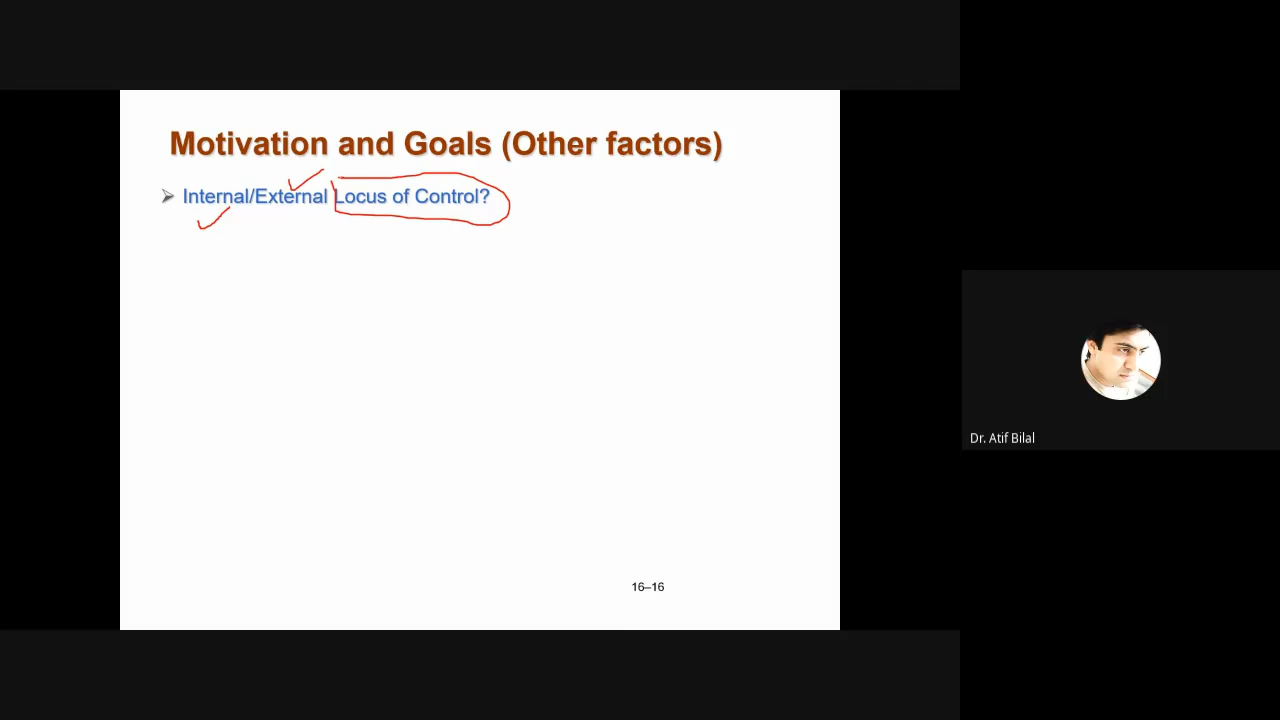 Motivation and Goals (Other factors)
Internal/External Locus of Control?
Dr. Atif Bilal
16–16